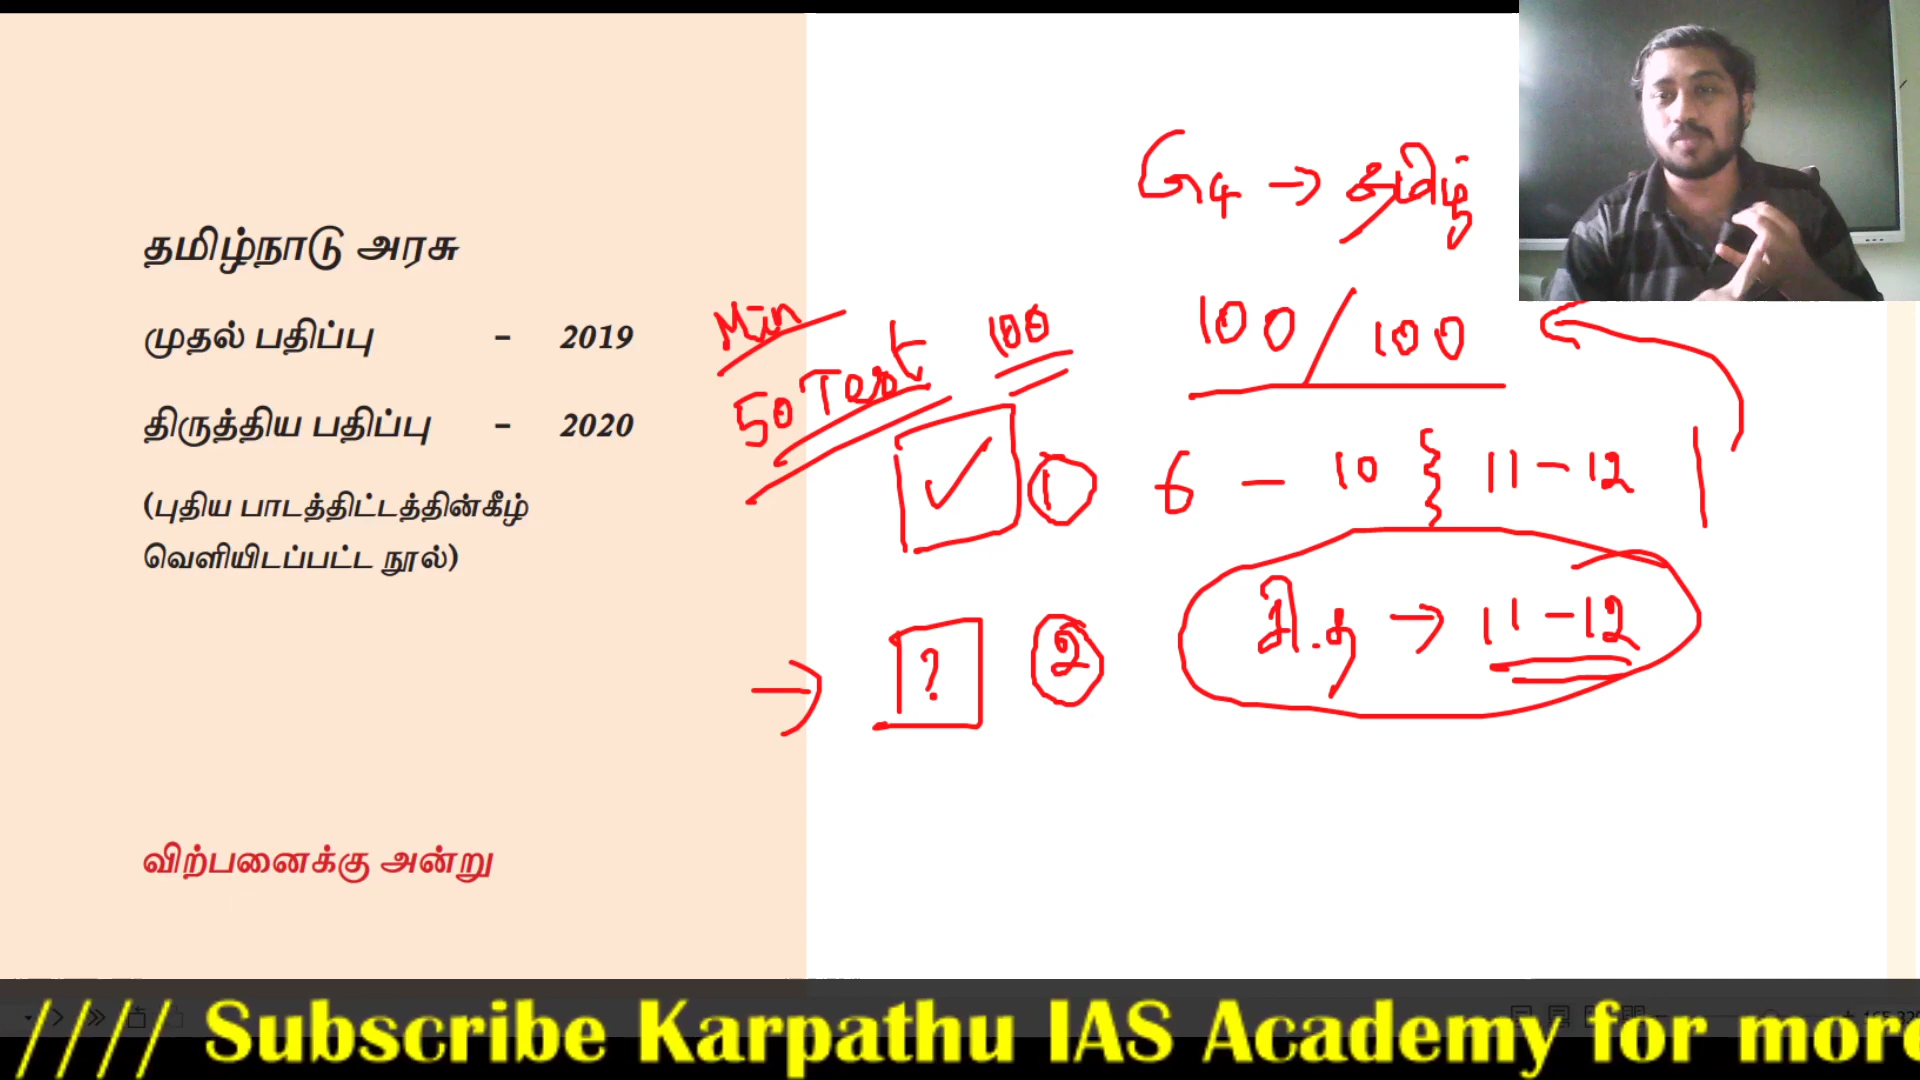 தமிழ்நாடு அரசு
முதல் பதிப்பு - 2019
திருத்திய பதிப்பு - 2020
(புதிய பாடத்திட்டத்தின்கீழ்
வெளியிடப்பட்ட நூல்)
விற்பனைக்கு அன்று
G4 → தமிழ்
100/100
Min
50 Test 100
✓ 1 6 - 10 } 11 - 12
→ ? 2 சி.து → 11 - 12
//// Subscribe Karpathu IAS Academy for more